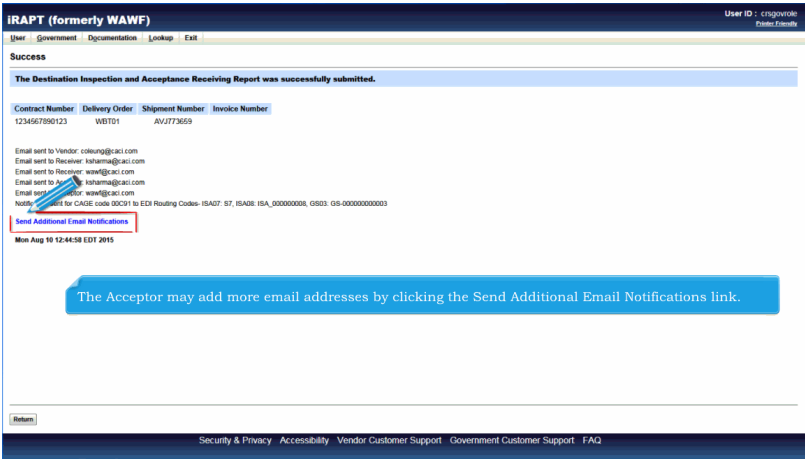 iRAPT (formerly WAWF)
User ID : crsgovrole
Printer Friendly
User Government Documentation Lookup Exit
Success
The Destination Inspection and Acceptance Receiving Report was successfully submitted.
Contract Number Delivery Order Shipment Number Invoice Number
1234567890123 WBT01 AVJ773659
Email sent to Vendor: coleung@caci.com
Email sent to Receiver: ksharma@caci.com
Email sent to Receiver: wawf@caci.com
Email sent to ksharma@caci.com
Email sent wawf@caci.com
for CAGE code 00C91 to EDI Routing Codes- ISA07: S7, ISA08: ISA_000000008, GS03: GS-000000000003
Send Additional Email Notifications
Mon Aug 10 12:44:58 EDT 2015
The Acceptor may add more email addresses by clicking the Send Additional Email Notifications link.
Return
Security & Privacy Accessibility Vendor Customer Support Government Customer Support FAQ